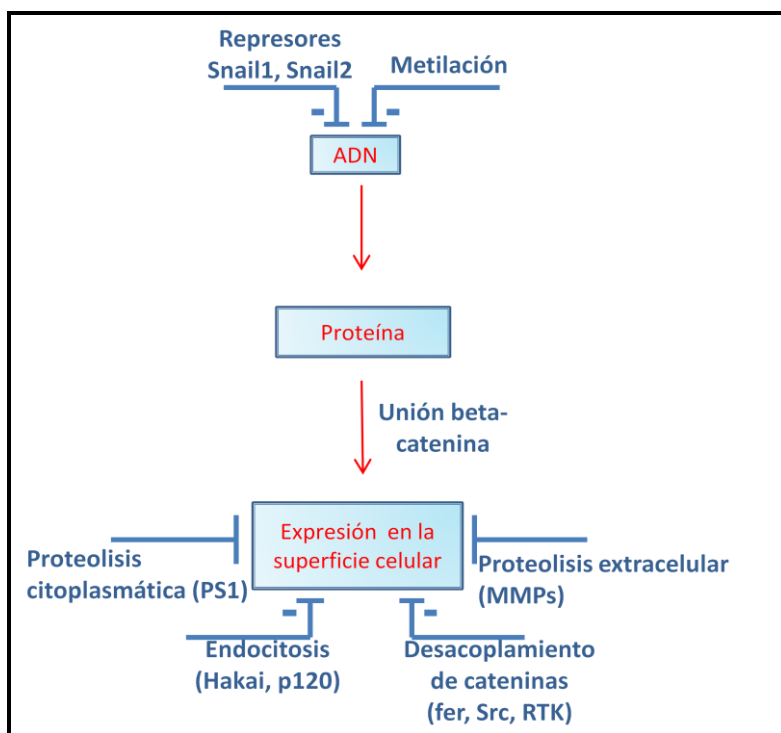 Represores
Snail1, Snail2
Metilación
ADN
Proteína
Unión beta-
catenina
Expresión en la
superficie celular
Proteolisis
citoplasmática (PS1)
Proteolisis extracelular
(MMPs)
Endocitosis
(Hakai, p120)
Desacoplamiento
de cateninas
(fer, Src, RTK)